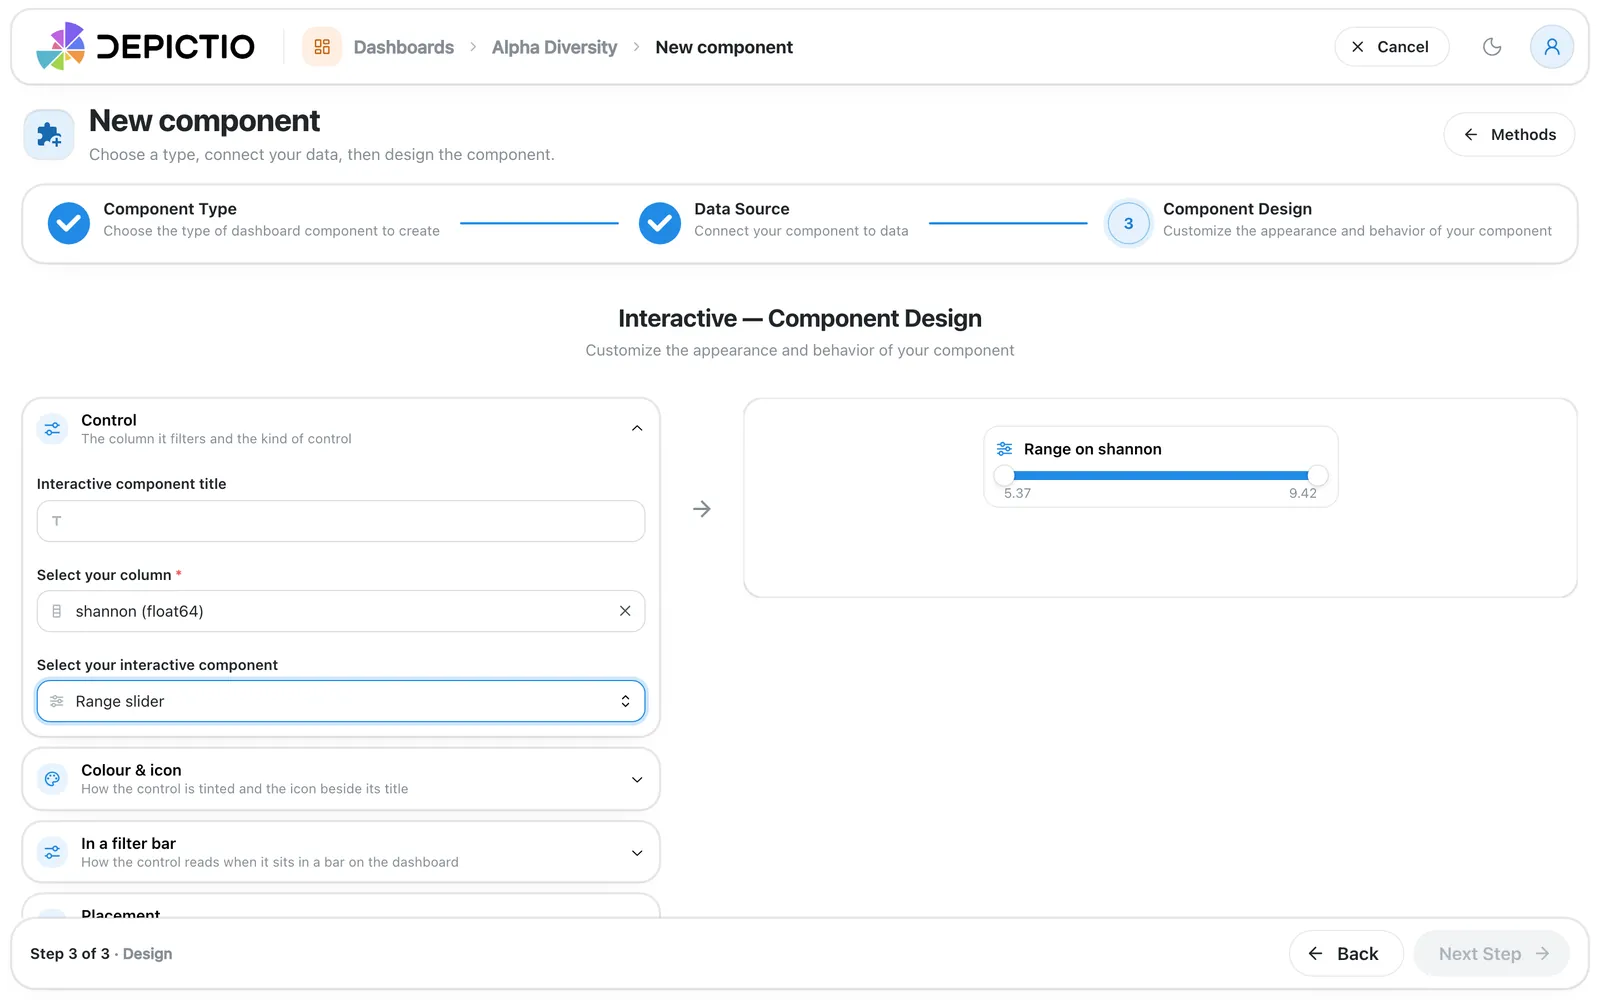 DEPICTIO
Dashboards
Alpha Diversity
New component
Cancel
New component
Choose a type, connect your data, then design the component.
Methods
Component Type
Choose the type of dashboard component to create
Data Source
Connect your component to data
3
Component Design
Customize the appearance and behavior of your component
Interactive — Component Design
Customize the appearance and behavior of your component
Control
The column it filters and the kind of control
Interactive component title
Select your column *
shannon (float64)
Select your interactive component
Range slider
Range on shannon
5.37
9.42
Colour & icon
How the control is tinted and the icon beside its title
In a filter bar
How the control reads when it sits in a bar on the dashboard
Placement
Step 3 of 3 · Design
Back
Next Step